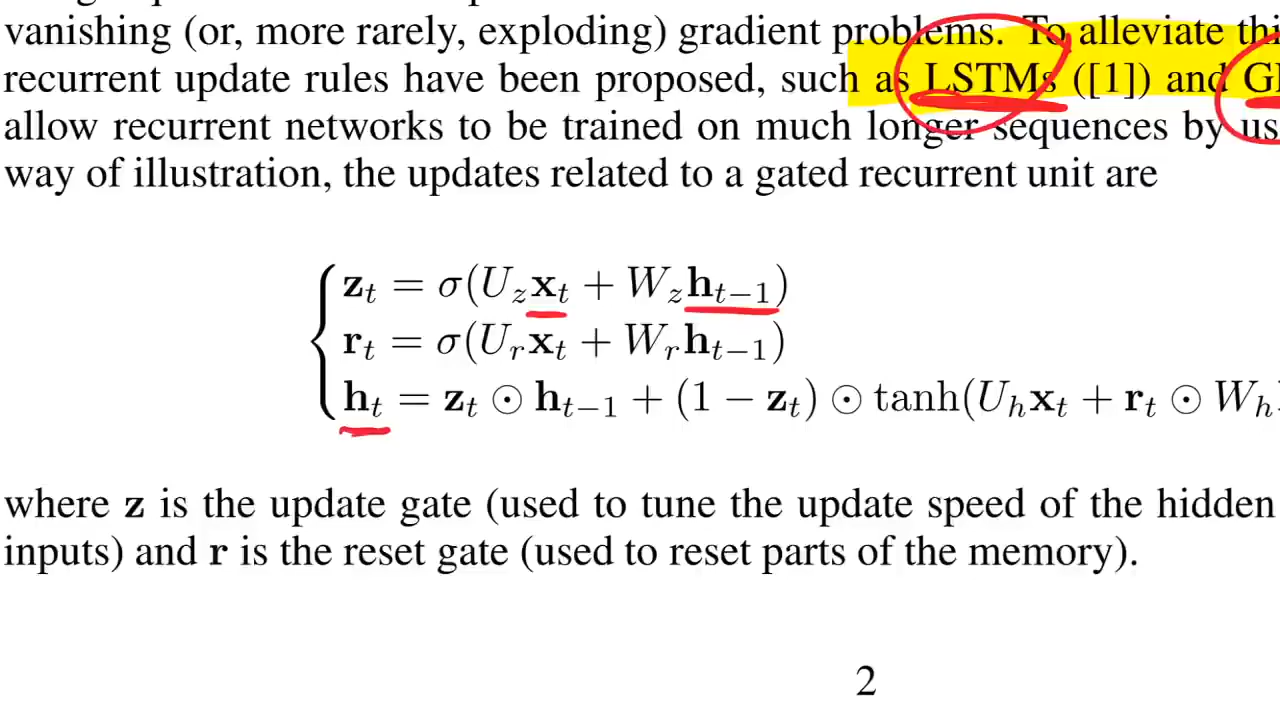 vanishing (or, more rarely, exploding) gradient problems. To alleviate
recurrent update rules have been proposed, such as LSTMs ([1]) and
allow recurrent networks to be trained on much longer sequences by
way of illustration, the updates related to a gated recurrent unit are
z_t = σ(U_z x_t + W_z h_{t−1})
r_t = σ(U_r x_t + W_r h_{t−1})
h_t = z_t ⊙ h_{t−1} + (1 − z_t) ⊙ tanh(U_h x_t + r_t ⊙ W_h
where z is the update gate (used to tune the update speed of the hidden
inputs) and r is the reset gate (used to reset parts of the memory).
2